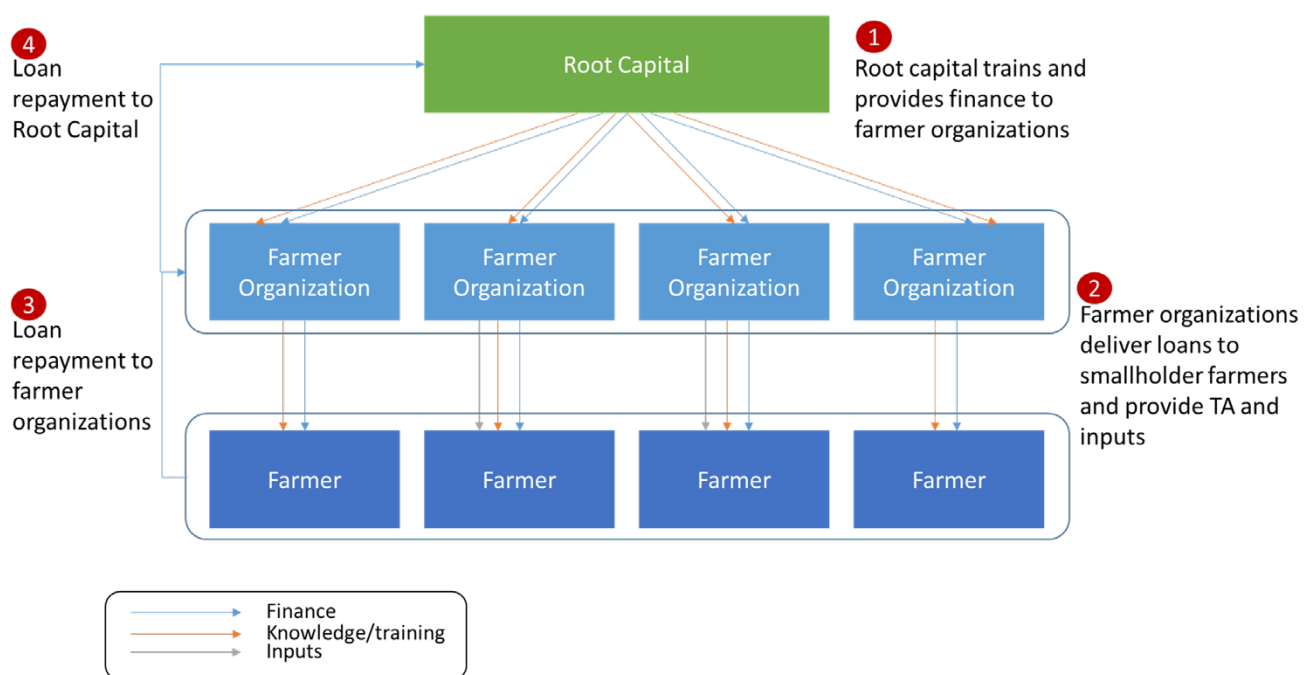 4
Loan
repayment to
Root Capital
Root Capital
1
Root capital trains and
provides finance to
farmer organizations
Farmer
Organization
Farmer
Organization
Farmer
Organization
Farmer
Organization
3
Loan
repayment to
farmer
organizations
2
Farmer organizations
deliver loans to
smallholder farmers
and provide TA and
inputs
Farmer
Farmer
Farmer
Farmer
Finance
Knowledge/training
Inputs